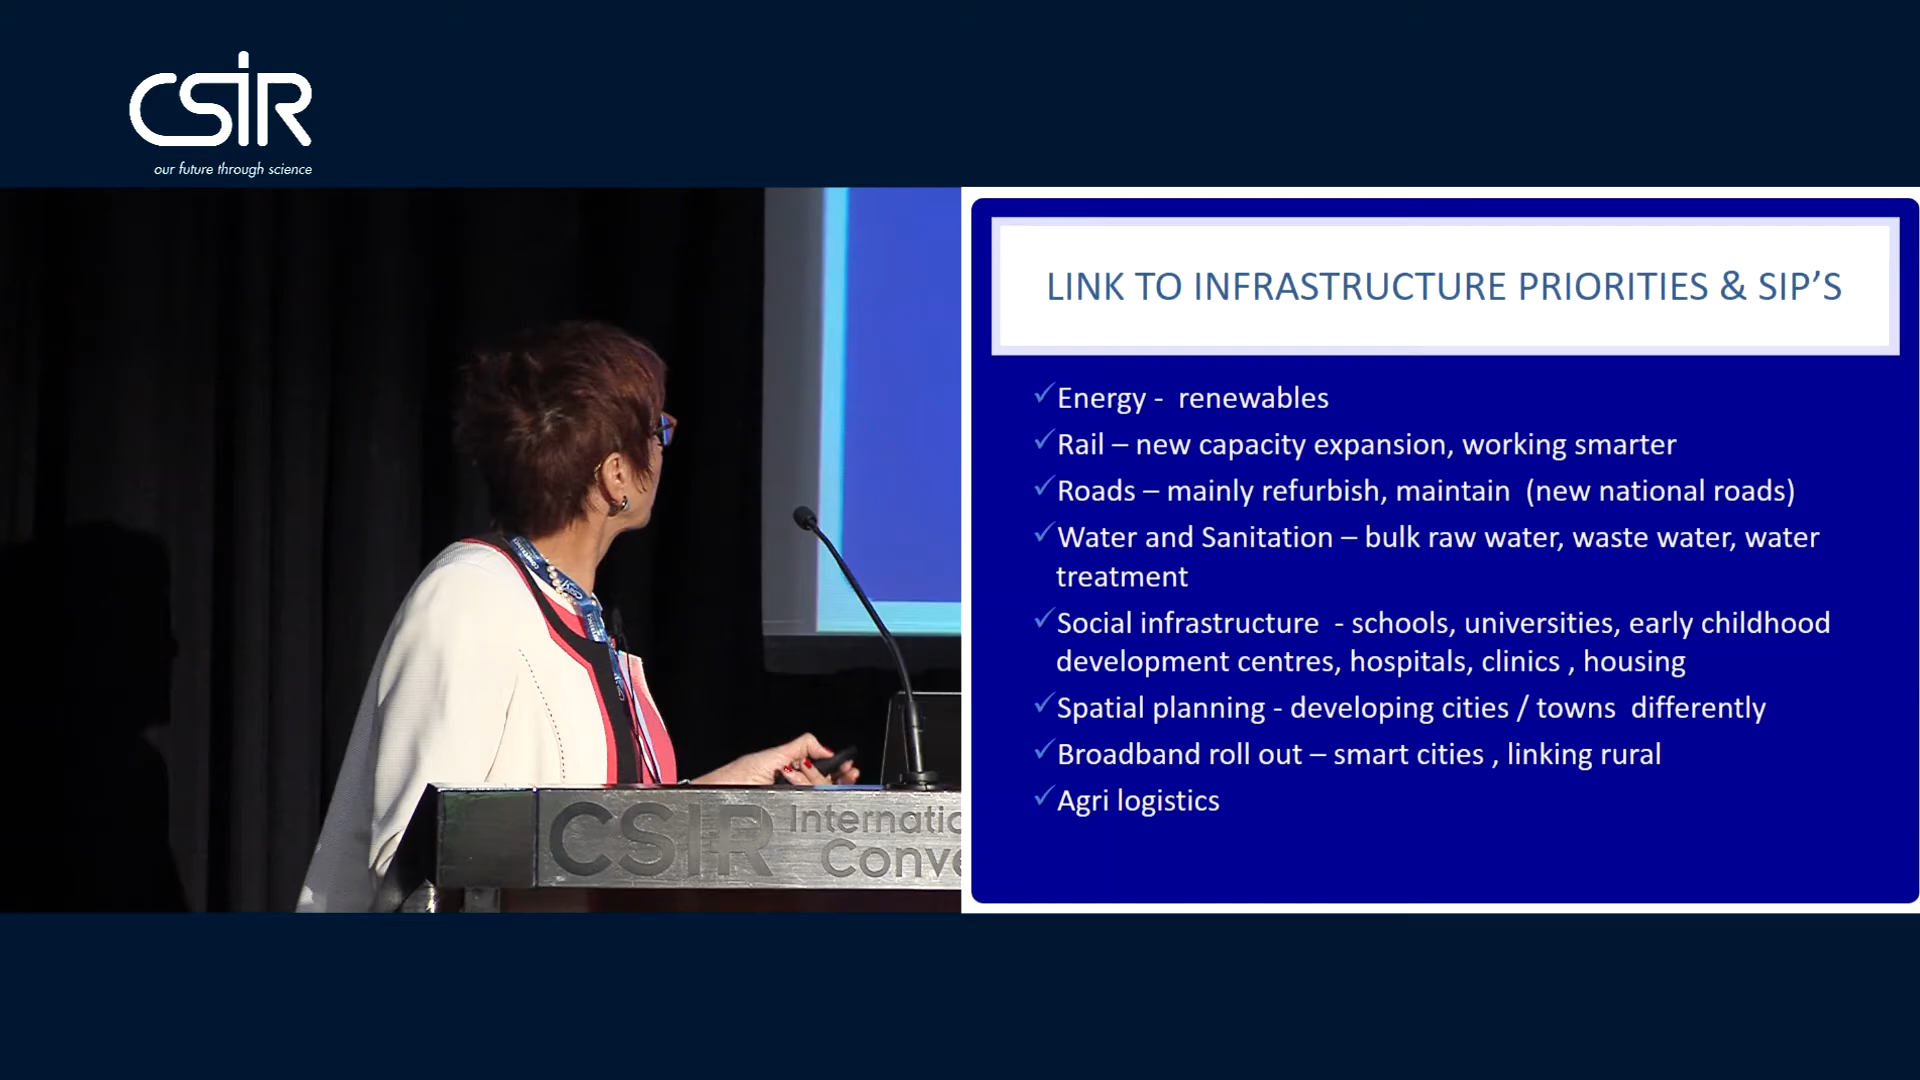 CSIR
our future through science
LINK TO INFRASTRUCTURE PRIORITIES & SIP'S
✓Energy - renewables
✓Rail – new capacity expansion, working smarter
✓Roads – mainly refurbish, maintain (new national roads)
✓Water and Sanitation – bulk raw water, waste water, water
treatment
✓Social infrastructure - schools, universities, early childhood
development centres, hospitals, clinics , housing
✓Spatial planning - developing cities / towns differently
✓Broadband roll out – smart cities , linking rural
✓Agri logistics
CSIR Internatic
Conve